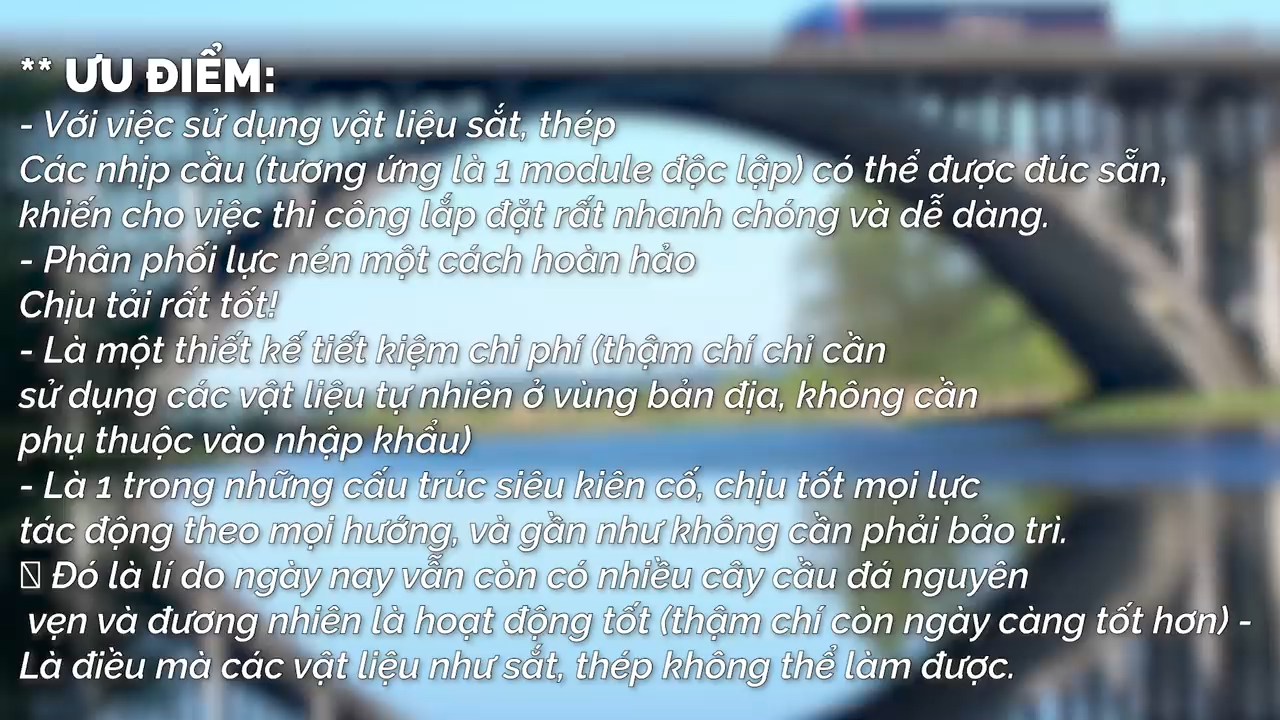 ** ƯU ĐIỂM:
- Với việc sử dụng vật liệu sắt, thép
Các nhịp cầu (tương ứng là 1 module độc lập) có thể được đúc sẵn,
khiến cho việc thi công lắp đặt rất nhanh chóng và dễ dàng.
- Phân phối lực nén một cách hoàn hảo
Chịu tải rất tốt!
- Là một thiết kế tiết kiệm chi phí (thậm chí chỉ cần
sử dụng các vật liệu tự nhiên ở vùng bản địa, không cần
phụ thuộc vào nhập khẩu)
- Là 1 trong những cấu trúc siêu kiên cố, chịu tốt mọi lực
tác động theo mọi hướng, và gần như không cần phải bảo trì.
Đó là lí do ngày nay vẫn còn có nhiều cây cầu đá nguyên
vẹn và đương nhiên là hoạt động tốt (thậm chí còn ngày càng tốt hơn) -
Là điều mà các vật liệu như sắt, thép không thể làm được.